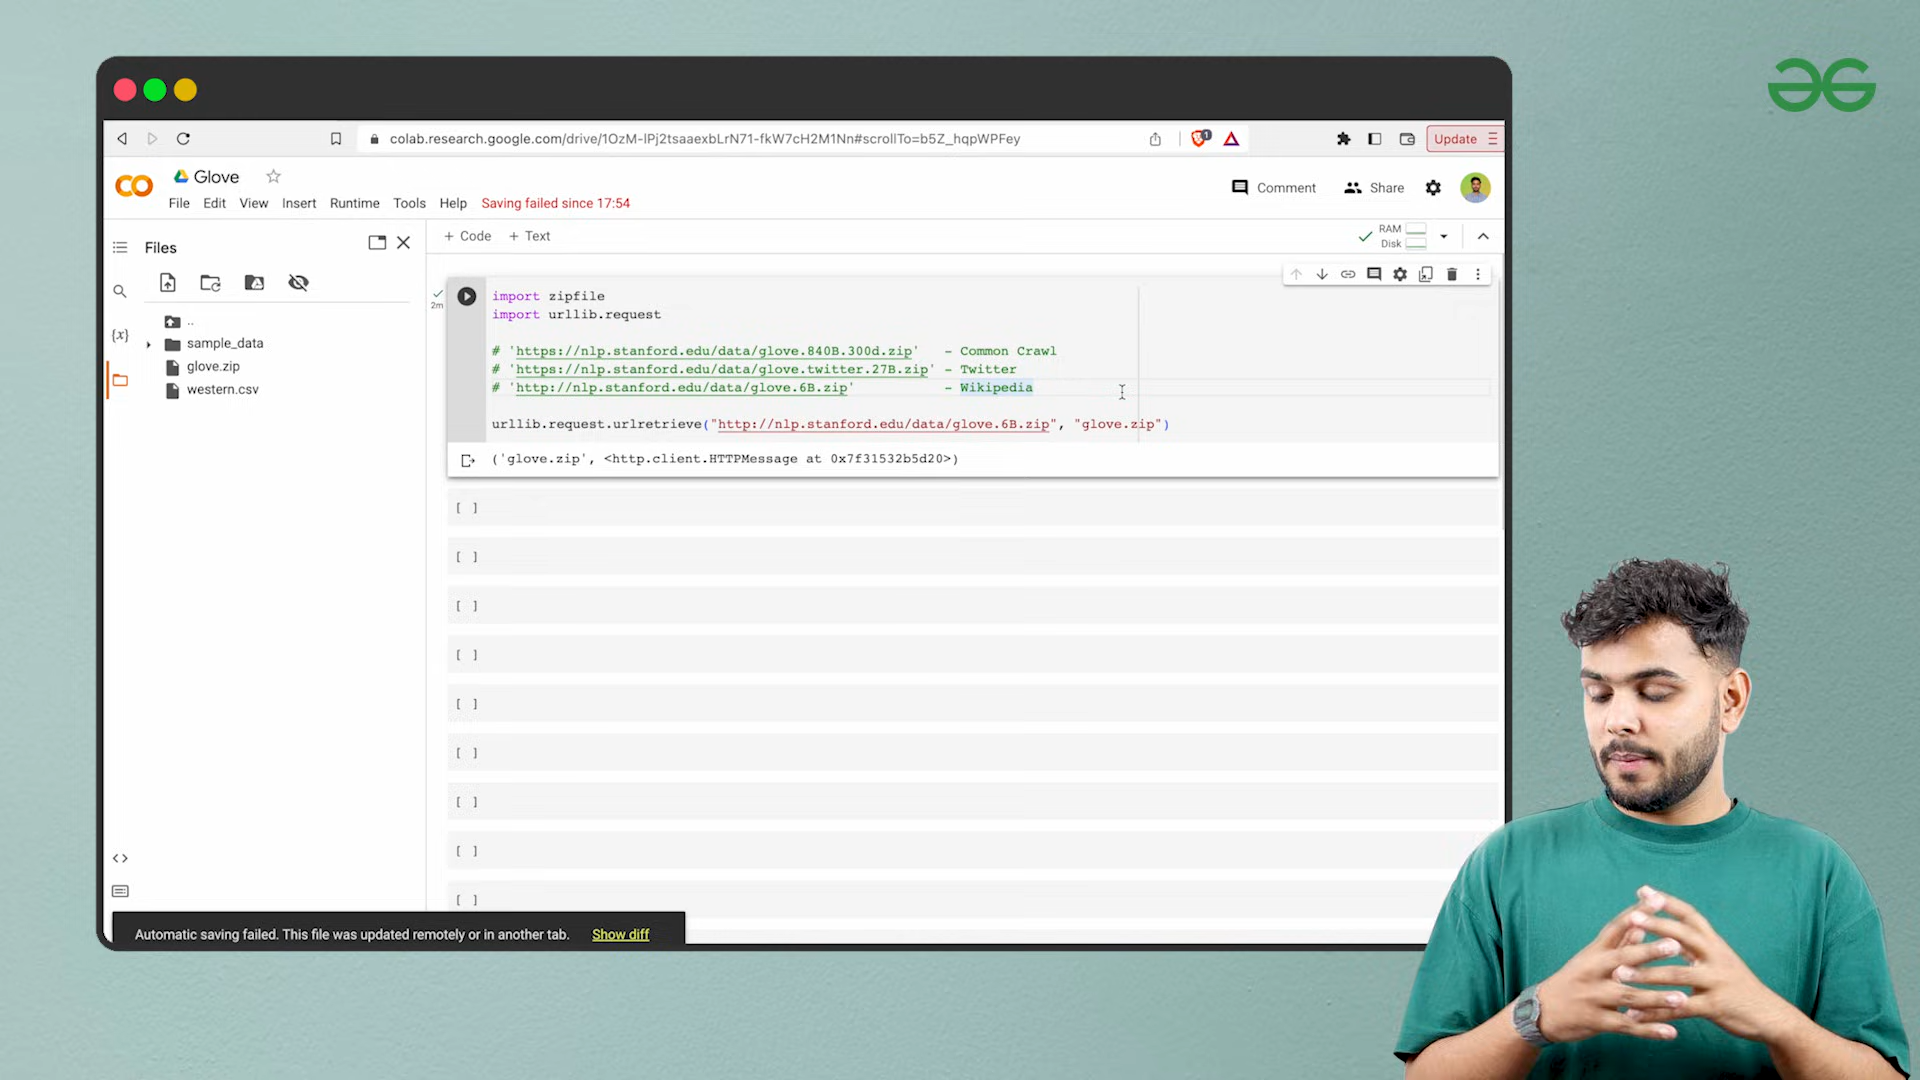 colab.research.google.com/drive/1OzM-lPj2tsaaexbLrN71-fkW7cH2M1Nn#scrollTo=b5Z_hqpWPFey
1
Update
CO
Glove
Comment
Share
File Edit View Insert Runtime Tools Help Saving failed since 17:54
Files
+ Code + Text
RAM
Disk
{x}
..
sample_data
glove.zip
western.csv
2m
import zipfile
import urllib.request
# 'https://nlp.stanford.edu/data/glove.840B.300d.zip' - Common Crawl
# 'https://nlp.stanford.edu/data/glove.twitter.27B.zip' - Twitter
# 'http://nlp.stanford.edu/data/glove.6B.zip' - Wikipedia
urllib.request.urlretrieve("http://nlp.stanford.edu/data/glove.6B.zip", "glove.zip")
('glove.zip', <http.client.HTTPMessage at 0x7f31532b5d20>)
[ ]
[ ]
[ ]
[ ]
[ ]
[ ]
[ ]
[ ]
[ ]
Automatic saving failed. This file was updated remotely or in another tab. Show diff